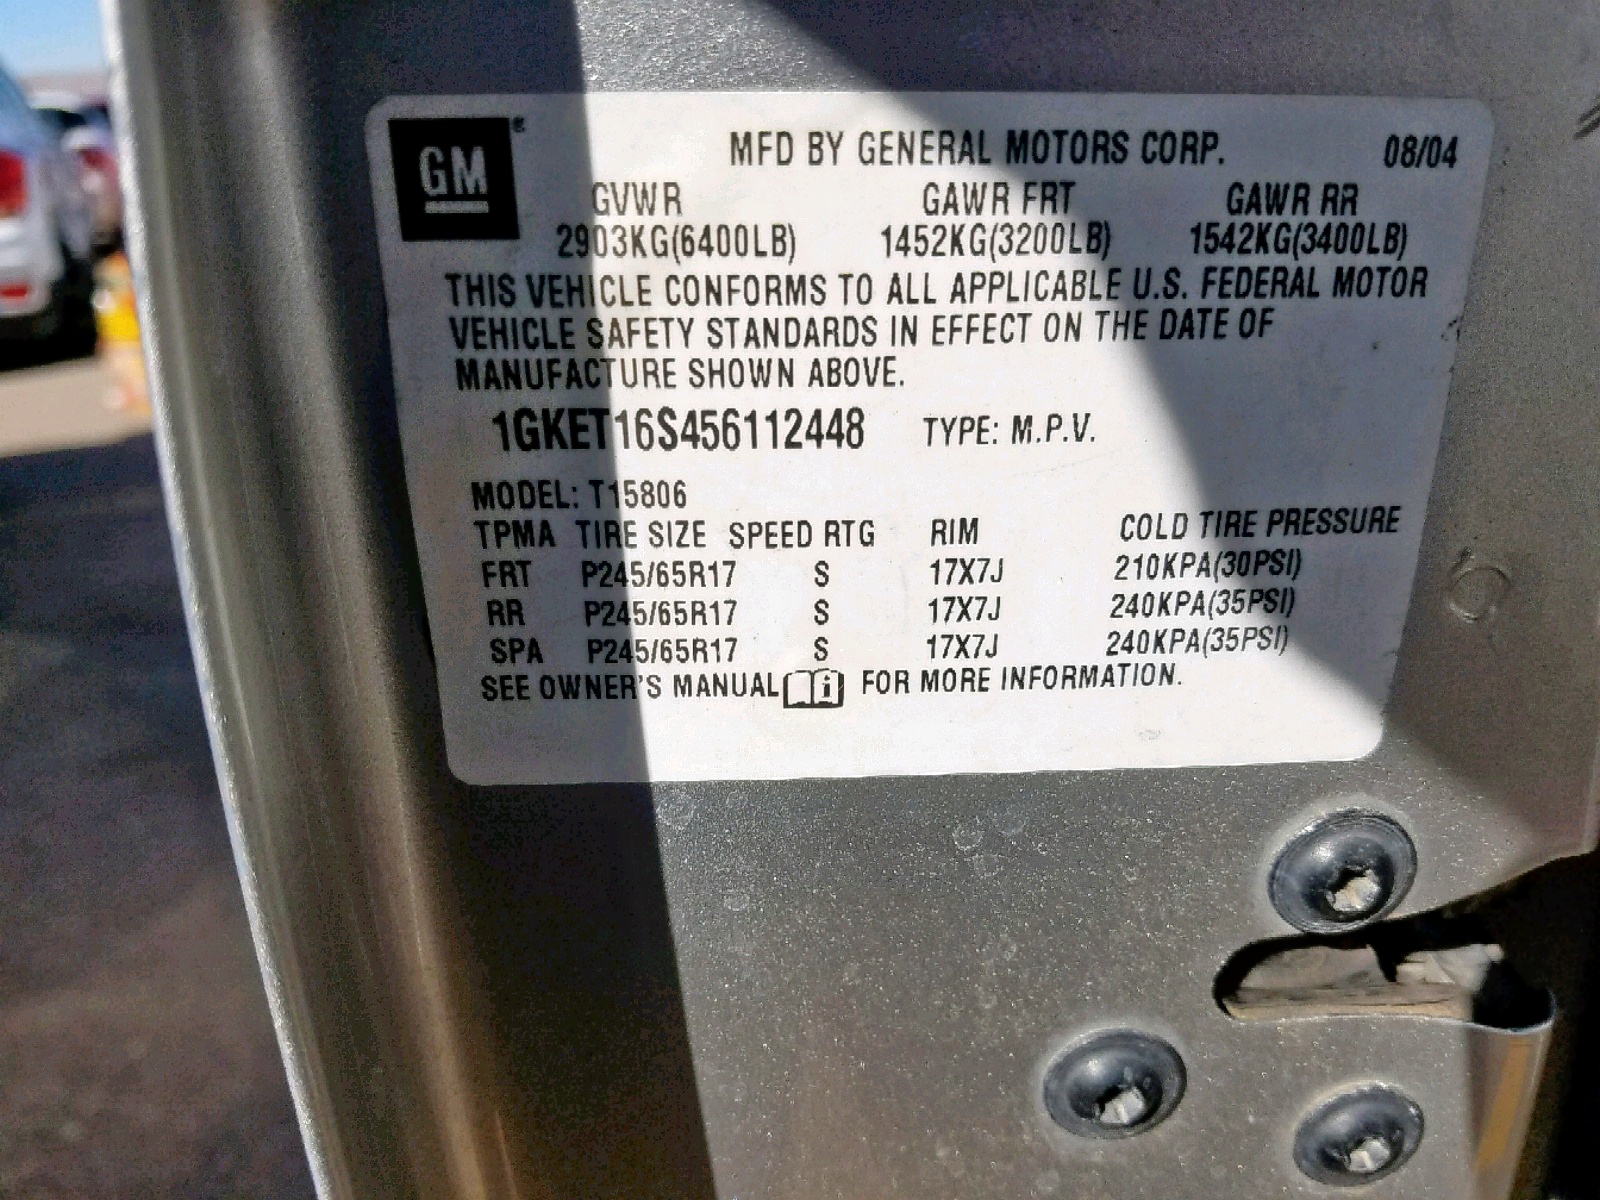 GM®
MFD BY GENERAL MOTORS CORP. 08/04
GVWR GAWR FRT GAWR RR
2903KG(6400LB) 1452KG(3200LB) 1542KG(3400LB)
THIS VEHICLE CONFORMS TO ALL APPLICABLE U.S. FEDERAL MOTOR
VEHICLE SAFETY STANDARDS IN EFFECT ON THE DATE OF
MANUFACTURE SHOWN ABOVE.
1GKET16S456112448 TYPE: M.P.V.
MODEL: T15806
TPMA TIRE SIZE SPEED RTG RIM COLD TIRE PRESSURE
FRT P245/65R17 S 17X7J 210KPA(30PSI)
RR P245/65R17 S 17X7J 240KPA(35PSI)
SPA P245/65R17 S 17X7J 240KPA(35PSI)
SEE OWNER'S MANUAL FOR MORE INFORMATION.